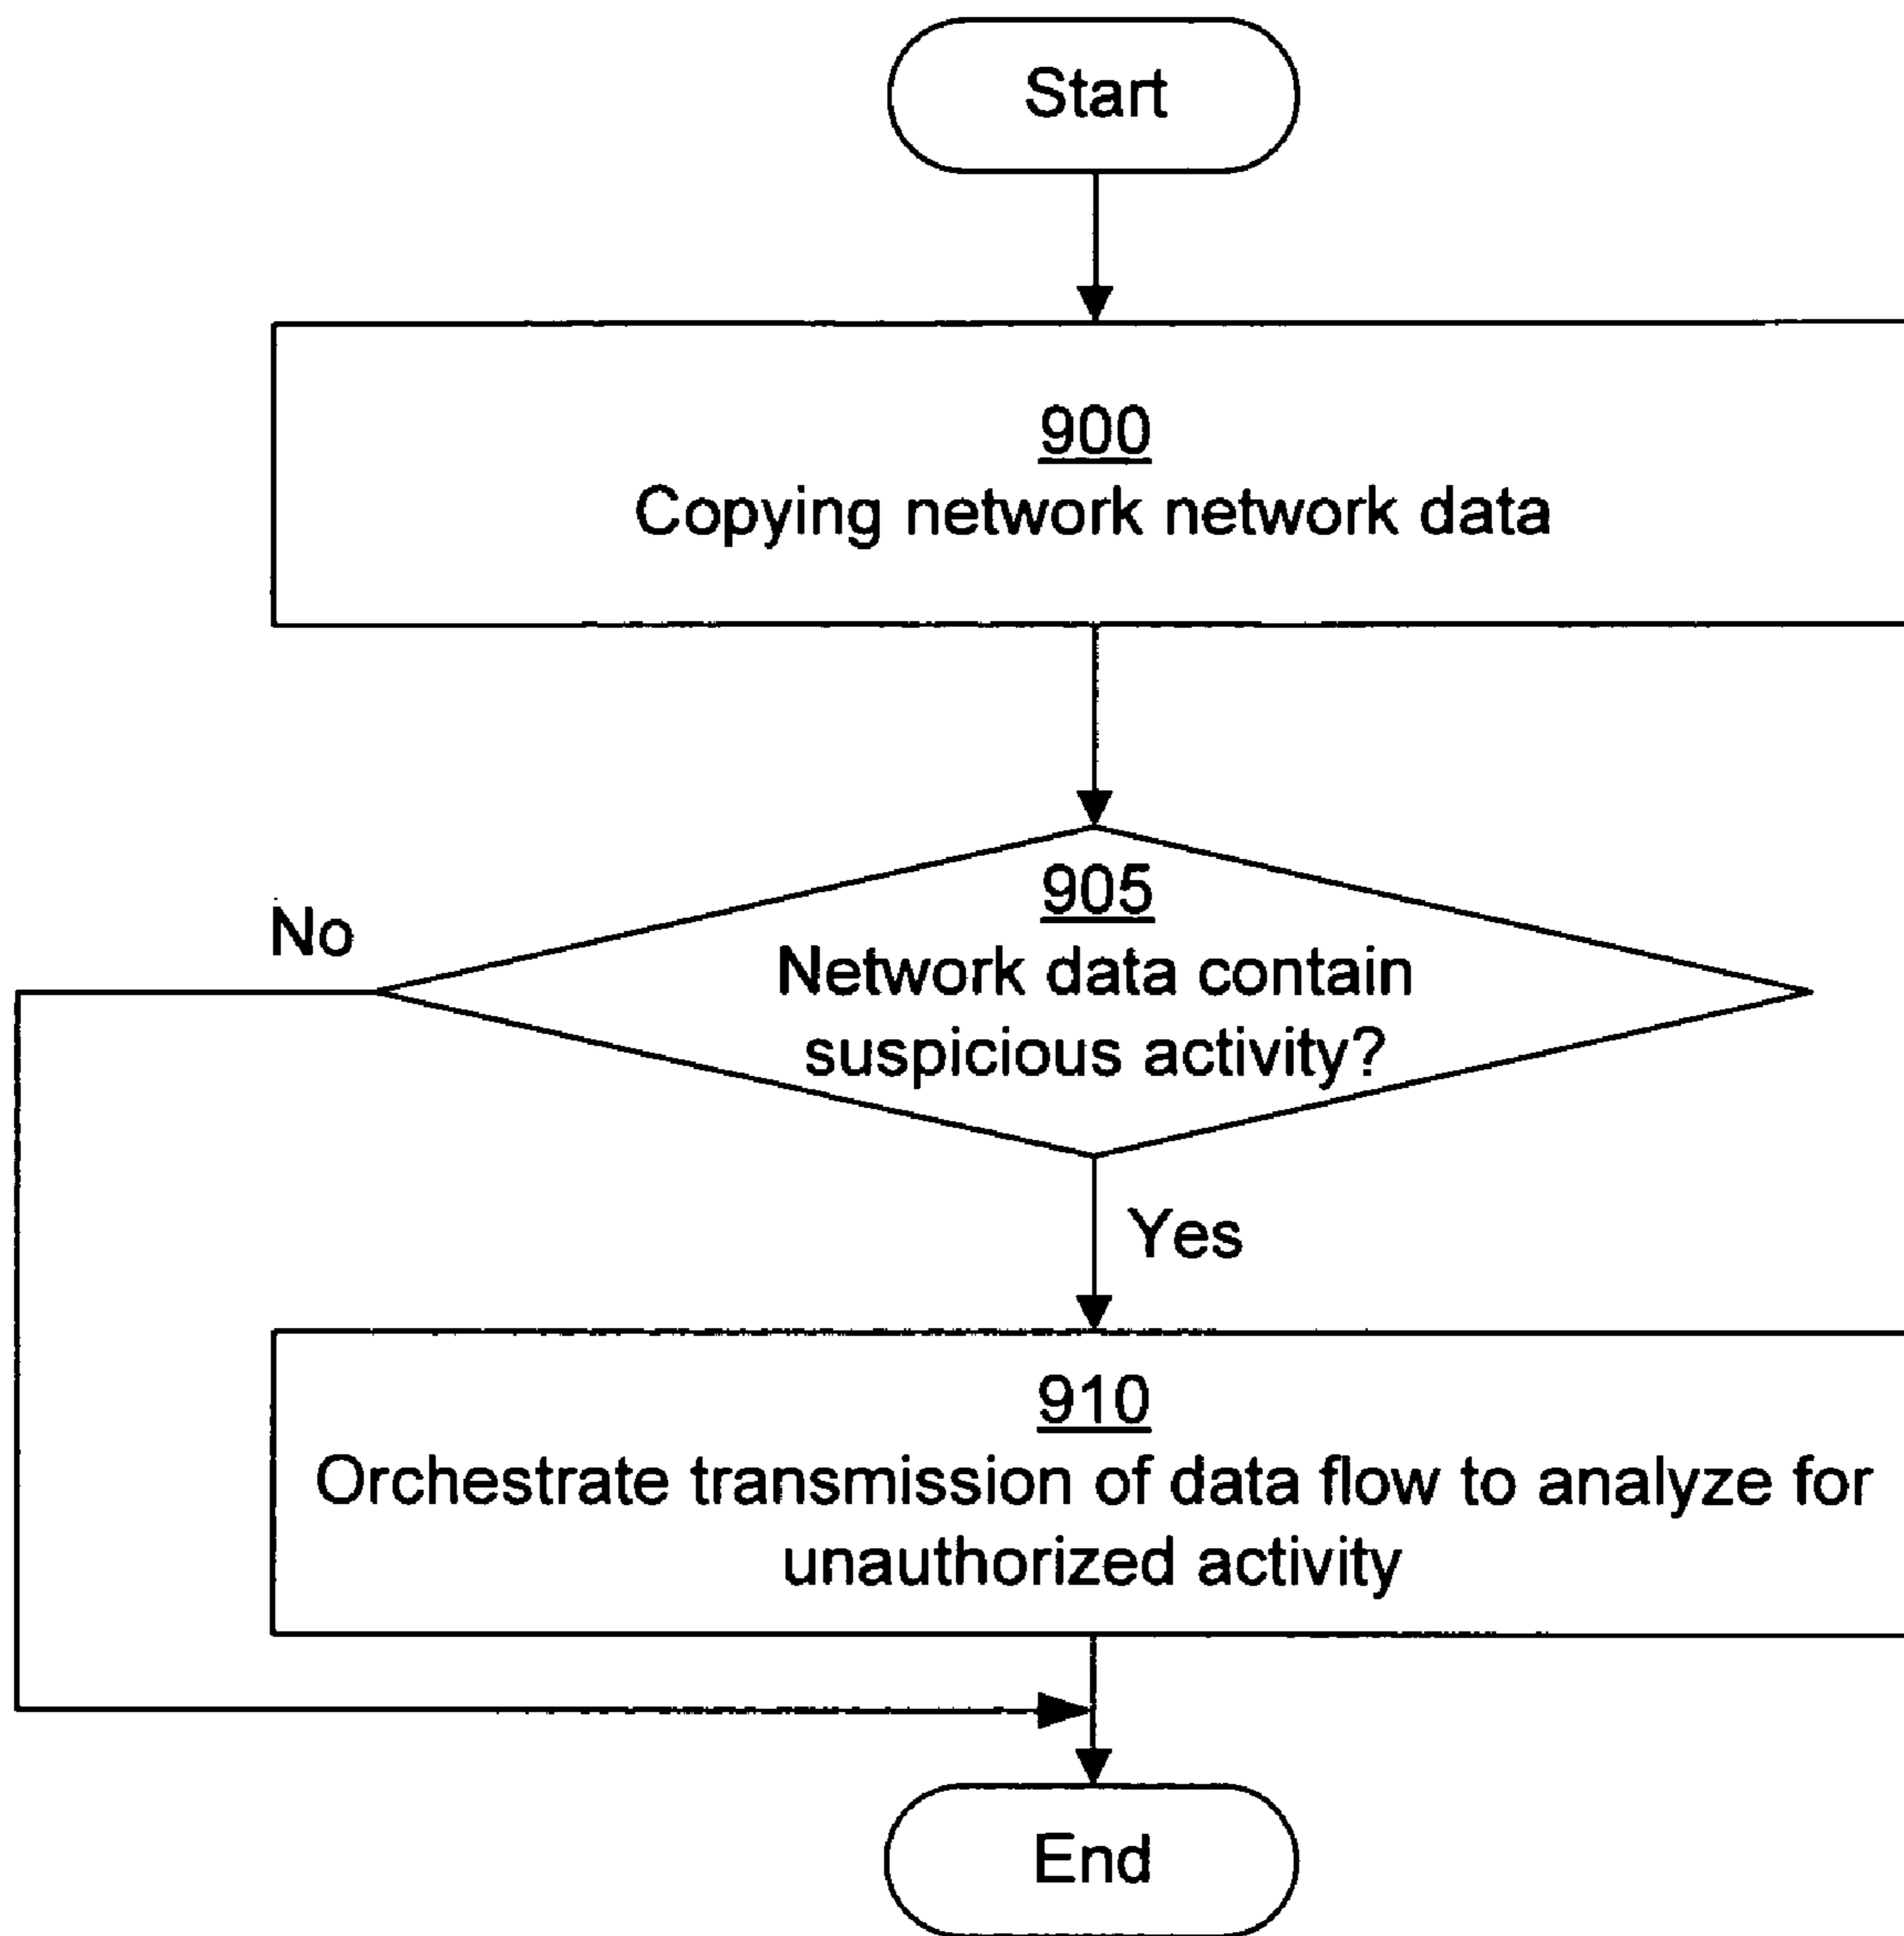 Start
900
Copying network network data
905
Network data contain
suspicious activity?
No
Yes
910
Orchestrate transmission of data flow to analyze for
unauthorized activity
End